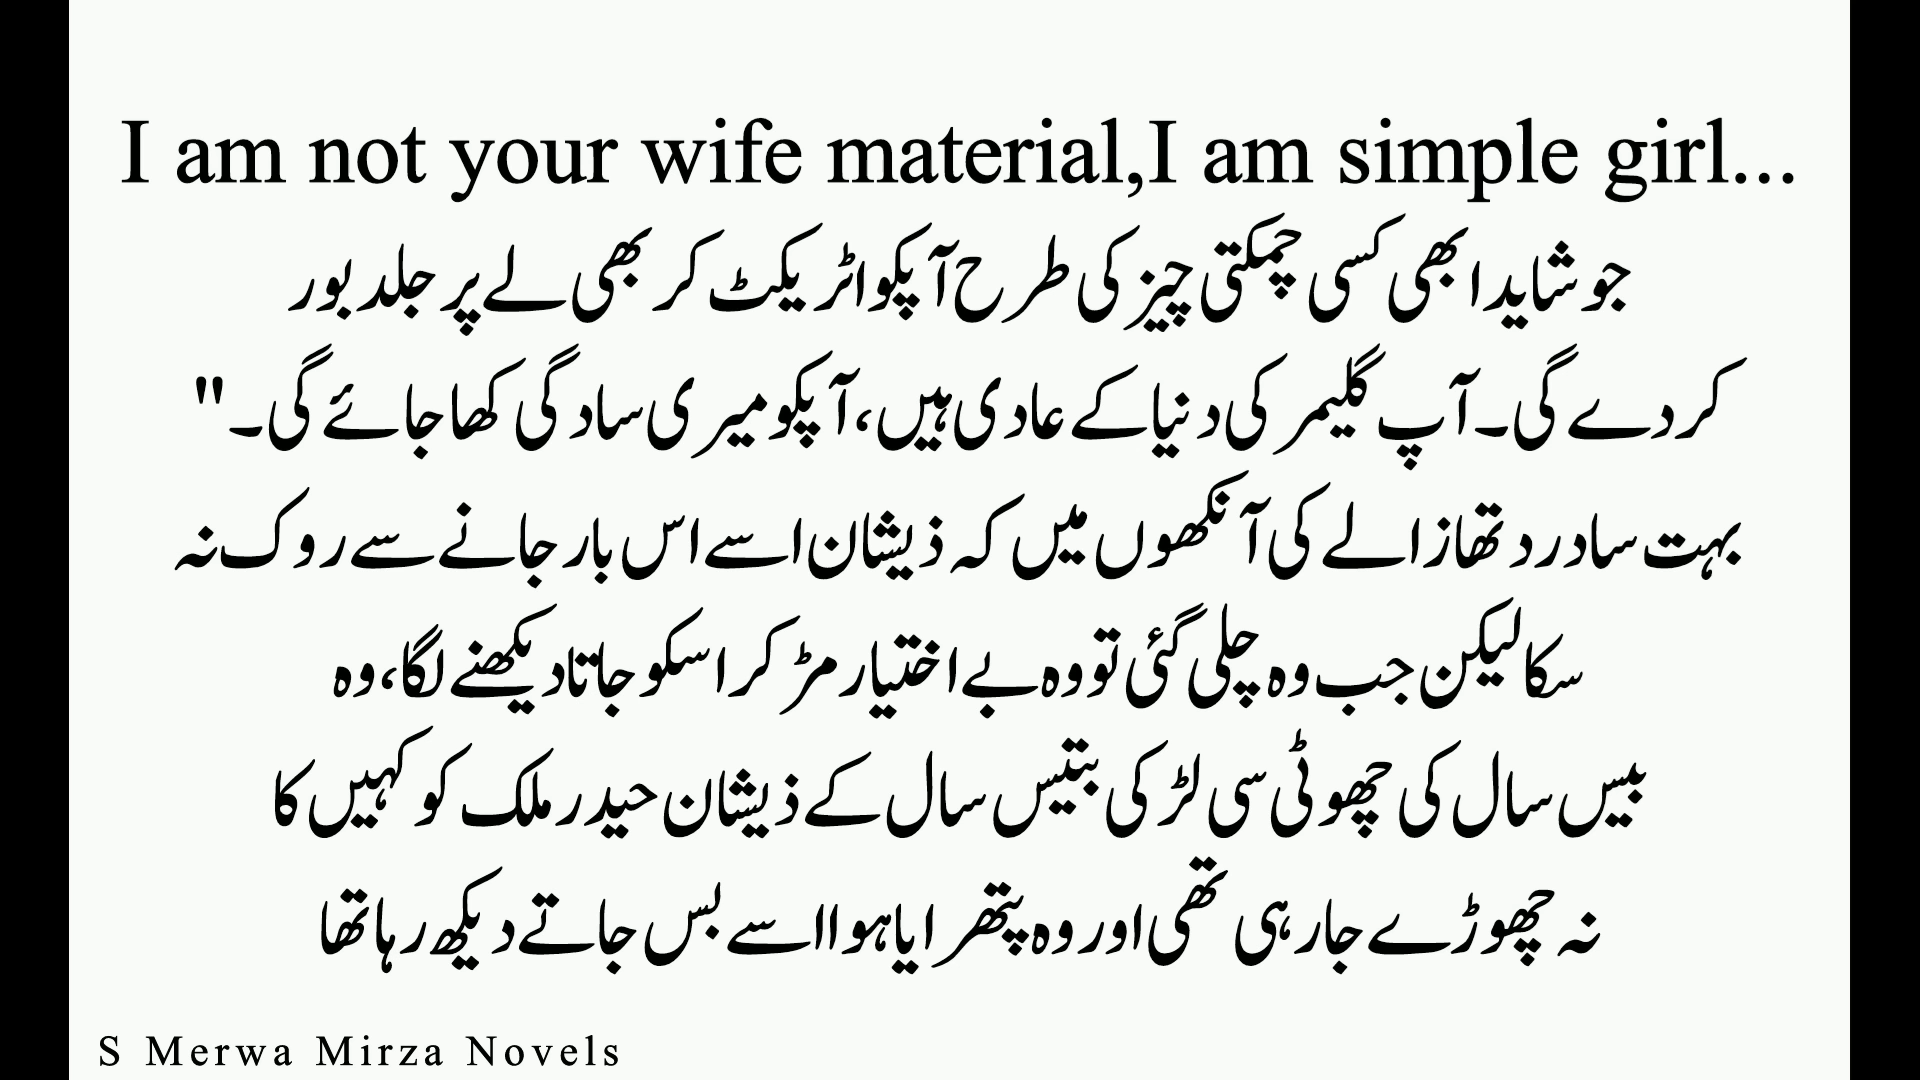 I am not your wife material,I am simple girl...
جو شاید ابھی کسی چمکتی چیز کی طرح آپکو اٹریکٹ کر بھی لے پر جلد بور
کر دے گی۔ آپ گلیمر کی دنیا کے عادی ہیں، آپکو میری سادگی کھا جائے گی۔"
بہت سا درد تھا زالے کی آنکھوں میں کہ ذیشان اسے اس بار جانے سے روک نہ
سکا لیکن جب وہ چلی گئی تو وہ بے اختیار مڑ کر اسکو جاتا دیکھنے لگا، وہ
بیس سال کی چھوٹی سی لڑکی بتیس سال کے ذیشان حیدر ملک کو کہیں کا
نہ چھوڑے جا رہی تھی اور وہ پتھرایا ہوا اسے بس جاتے دیکھ رہا تھا
S Merwa Mirza Novels